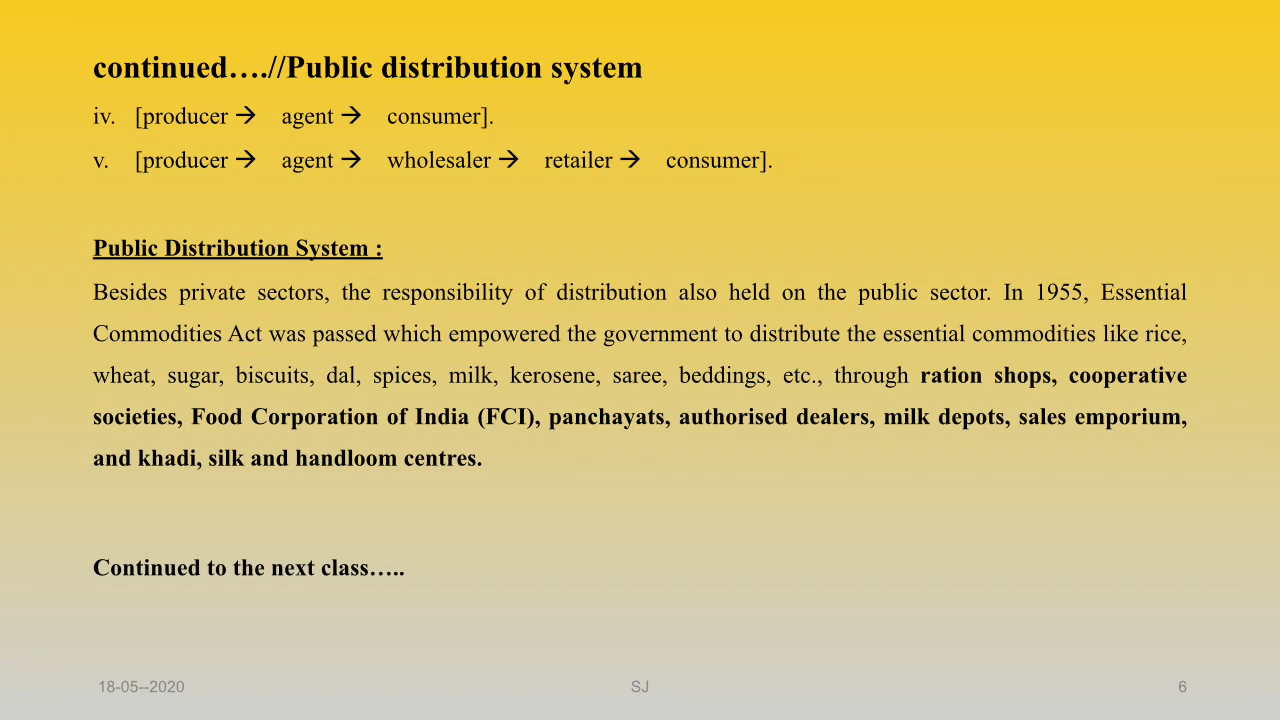 continued….//Public distribution system
iv. [producer → agent → consumer].
v. [producer → agent → wholesaler → retailer → consumer].
Public Distribution System :
Besides private sectors, the responsibility of distribution also held on the public sector. In 1955, Essential
Commodities Act was passed which empowered the government to distribute the essential commodities like rice,
wheat, sugar, biscuits, dal, spices, milk, kerosene, saree, beddings, etc., through ration shops, cooperative
societies, Food Corporation of India (FCI), panchayats, authorised dealers, milk depots, sales emporium,
and khadi, silk and handloom centres.
Continued to the next class…..
18-05--2020 SJ 6